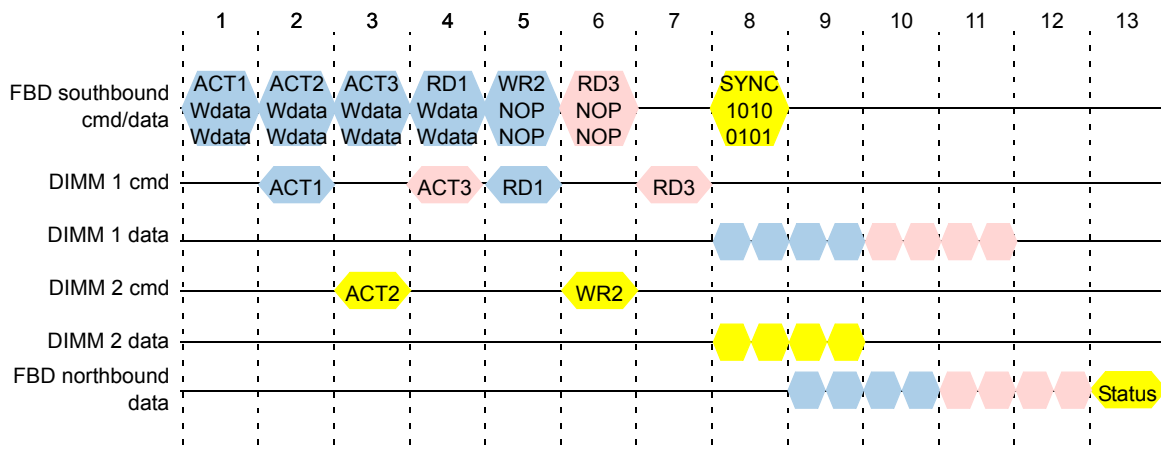 1 2 3 4 5 6 7 8 9 10 11 12 13
FBD southbound
cmd/data
ACT1 ACT2 ACT3 RD1 WR2 RD3 SYNC
Wdata Wdata Wdata Wdata NOP NOP 1010
Wdata Wdata Wdata Wdata NOP NOP 0101
DIMM 1 cmd ACT1 ACT3 RD1 RD3
DIMM 1 data
DIMM 2 cmd ACT2 WR2
DIMM 2 data
FBD northbound
data
Status